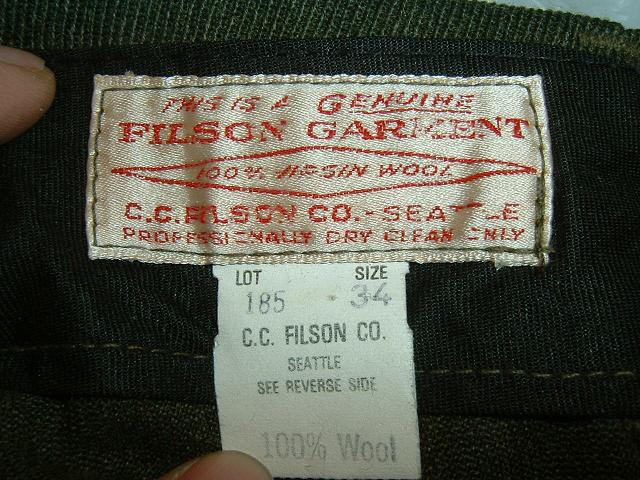 THIS IS A GENUINE
FILSON GARMENT
100% VIRGIN WOOL
C.C. FILSON CO. - SEATTLE
PROFESSIONALLY DRY CLEAN ONLY
LOT SIZE
185 - 34
C.C. FILSON CO.
SEATTLE
SEE REVERSE SIDE
100% Wool